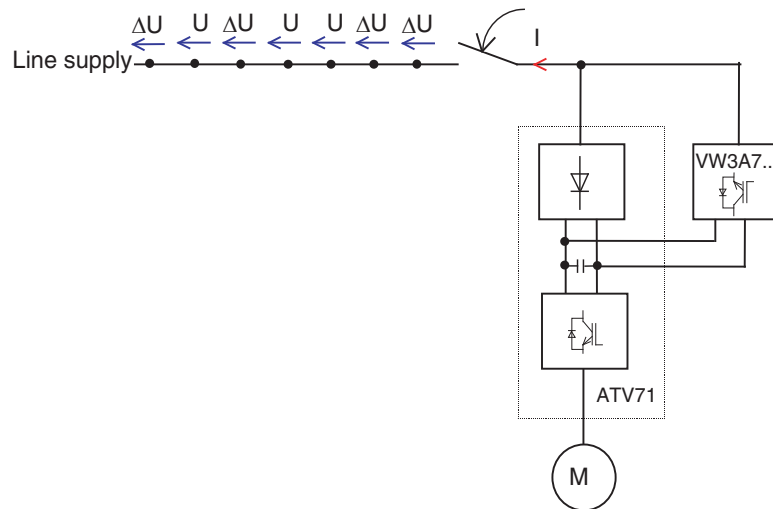 ΔU U ΔU U U ΔU ΔU
I
Line supply
VW3A7..
ATV71
M